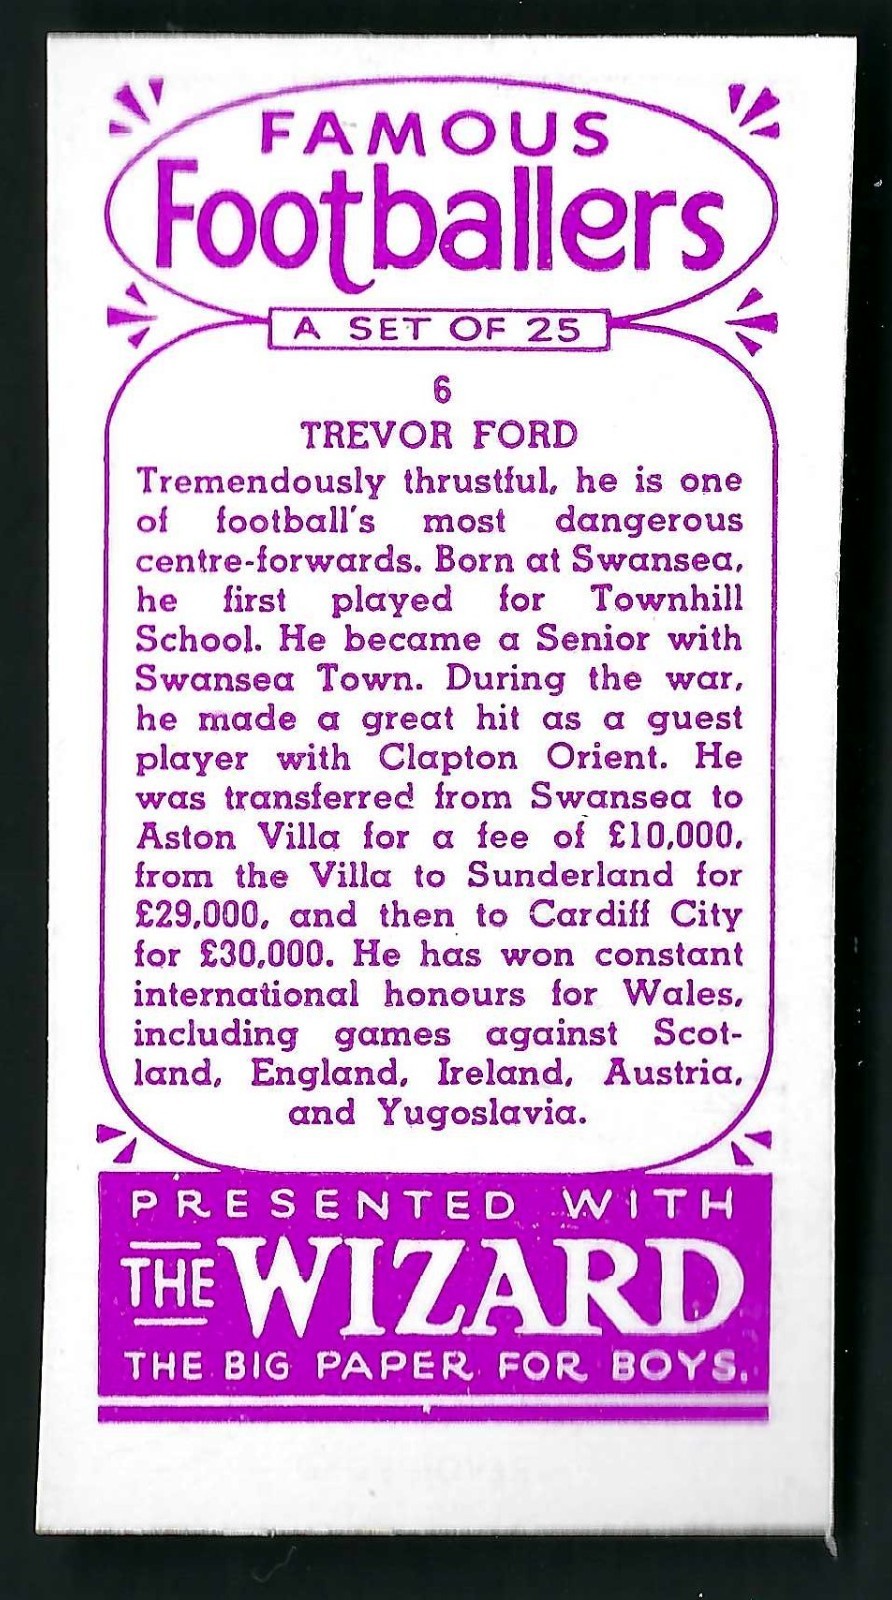 FAMOUS
Footballers
A SET OF 25
6
TREVOR FORD
Tremendously thrustful, he is one
of football's most dangerous
centre-forwards. Born at Swansea,
he first played for Townhill
School. He became a Senior with
Swansea Town. During the war,
he made a great hit as a guest
player with Clapton Orient. He
was transferred from Swansea to
Aston Villa for a fee of £10,000,
from the Villa to Sunderland for
£29,000, and then to Cardiff City
for £30,000. He has won constant
international honours for Wales,
including games against Scot-
land, England, Ireland, Austria,
and Yugoslavia.
PRESENTED WITH
THE WIZARD
THE BIG PAPER FOR BOYS.